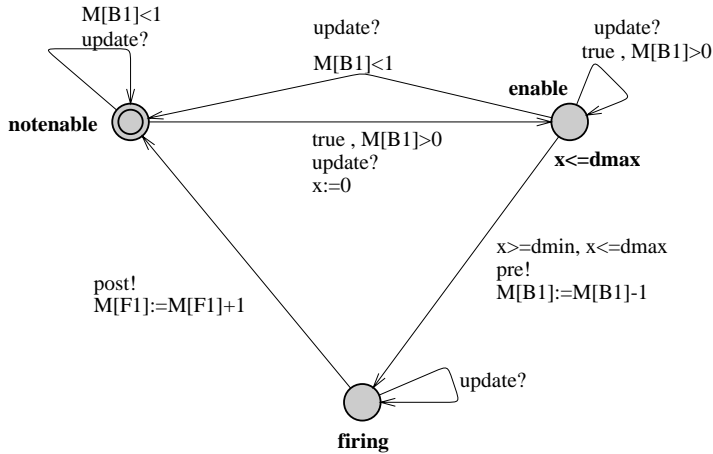 M[B1]<1
update?
update?
M[B1]<1
update?
true , M[B1]>0
enable
notenable
x<=dmax
true , M[B1]>0
update?
x:=0
x>=dmin, x<=dmax
pre!
M[B1]:=M[B1]-1
post!
M[F1]:=M[F1]+1
update?
firing